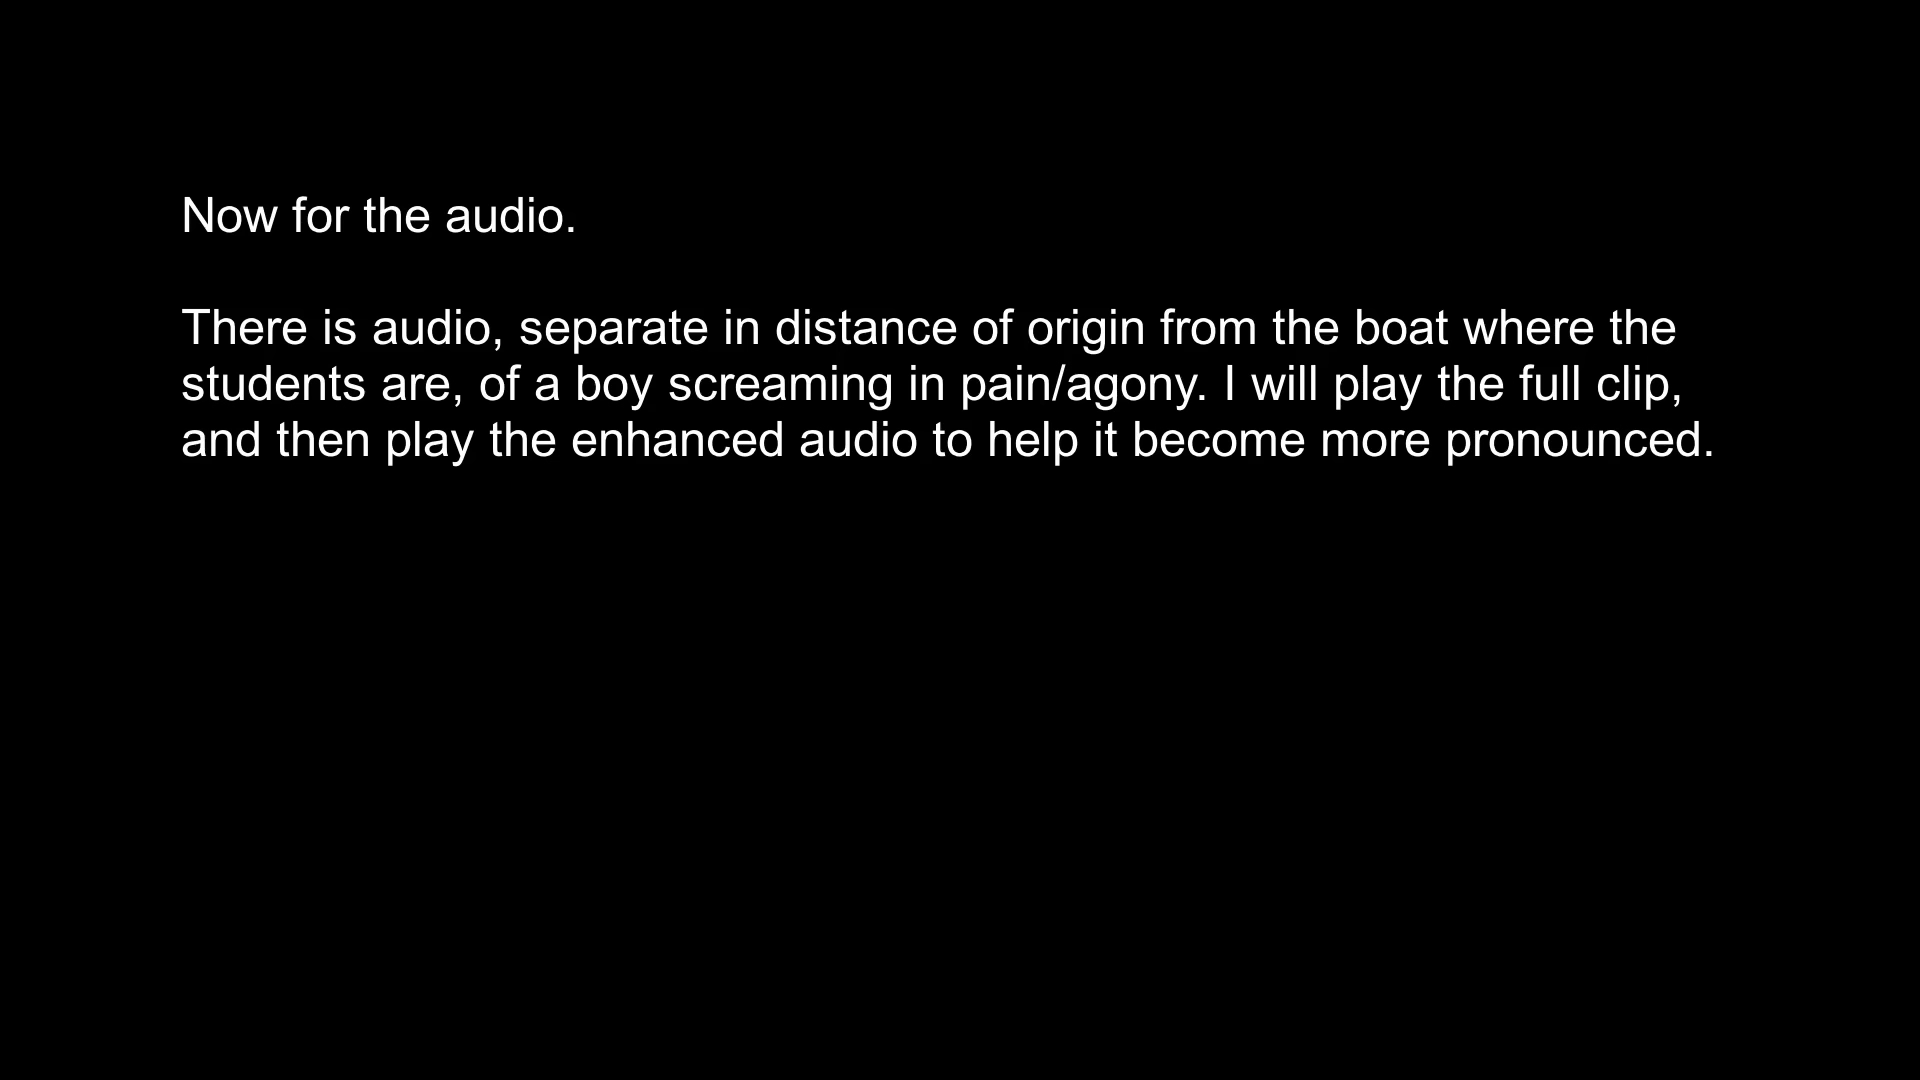 Now for the audio.
There is audio, separate in distance of origin from the boat where the
students are, of a boy screaming in pain/agony. I will play the full clip,
and then play the enhanced audio to help it become more pronounced.